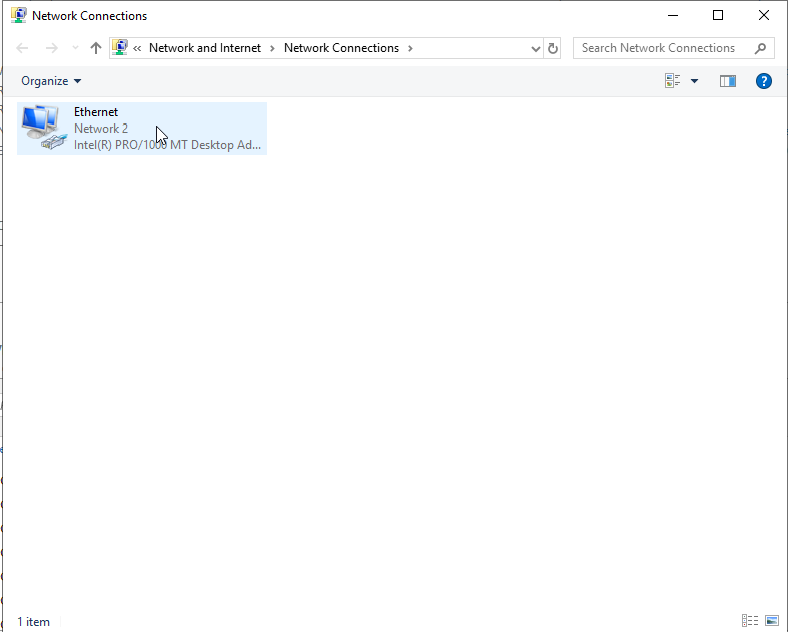 Network Connections
« Network and Internet > Network Connections >
Search Network Connections
Organize
?
Ethernet
Network 2
Intel(R) PRO/1000 MT Desktop Ad...
1 item